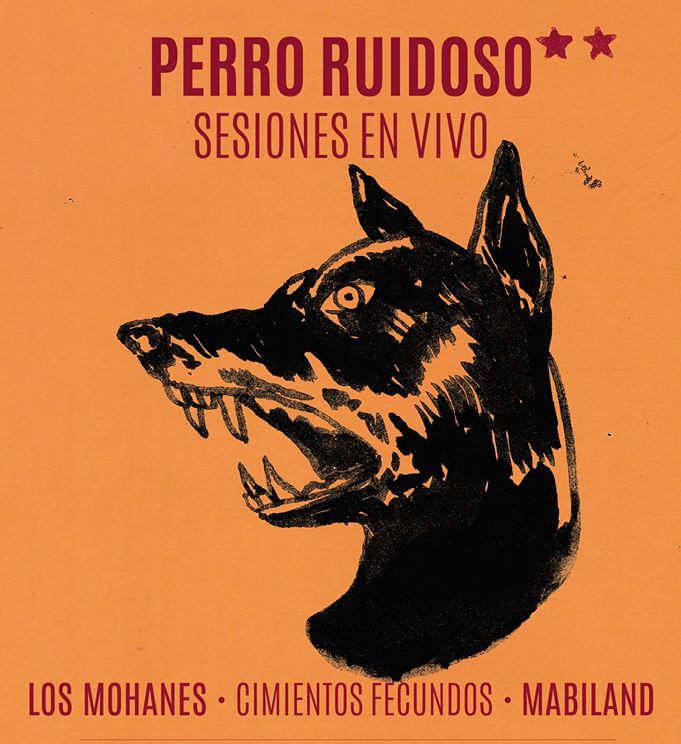 PERRO RUIDOSO
SESIONES EN VIVO
LOS MOHANES • CIMIENTOS FECUNDOS • MABILAND